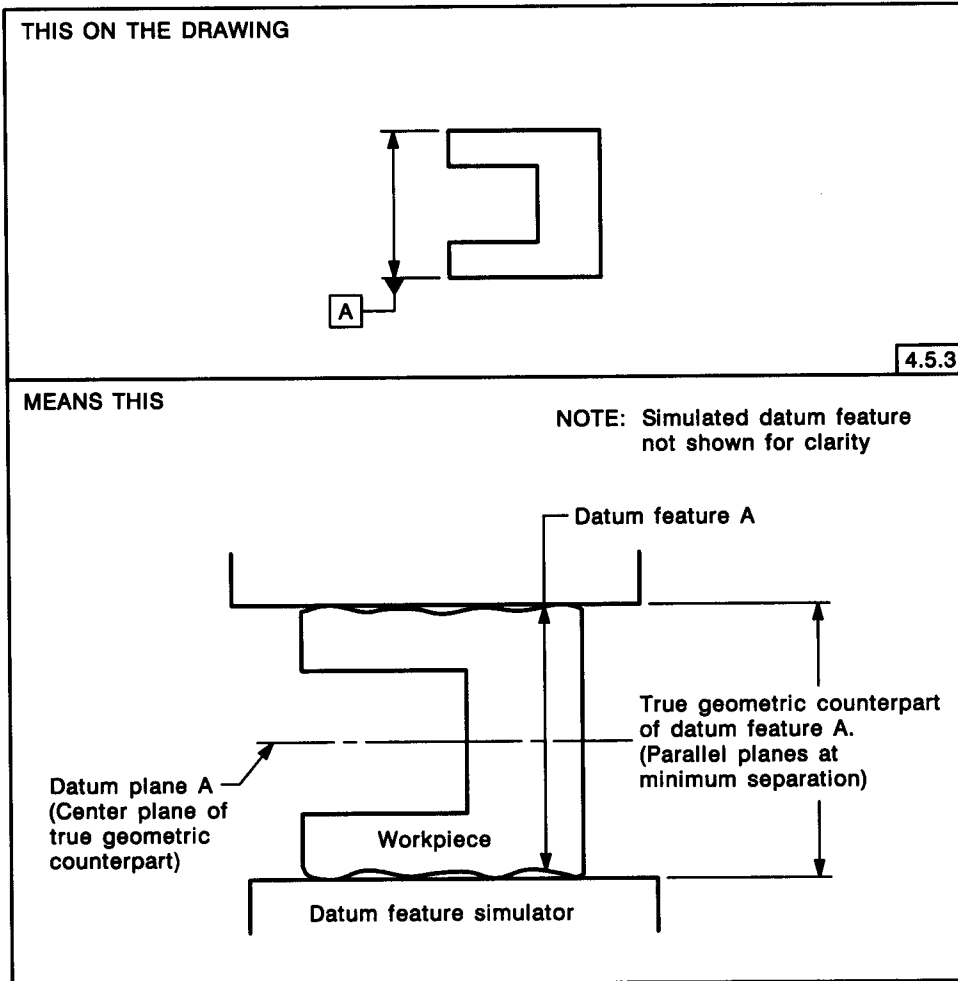 THIS ON THE DRAWING
A
4.5.3
MEANS THIS
NOTE: Simulated datum feature
not shown for clarity
Datum feature A
True geometric counterpart
of datum feature A.
(Parallel planes at
minimum separation)
Datum plane A
(Center plane of
true geometric
counterpart)
Workpiece
Datum feature simulator